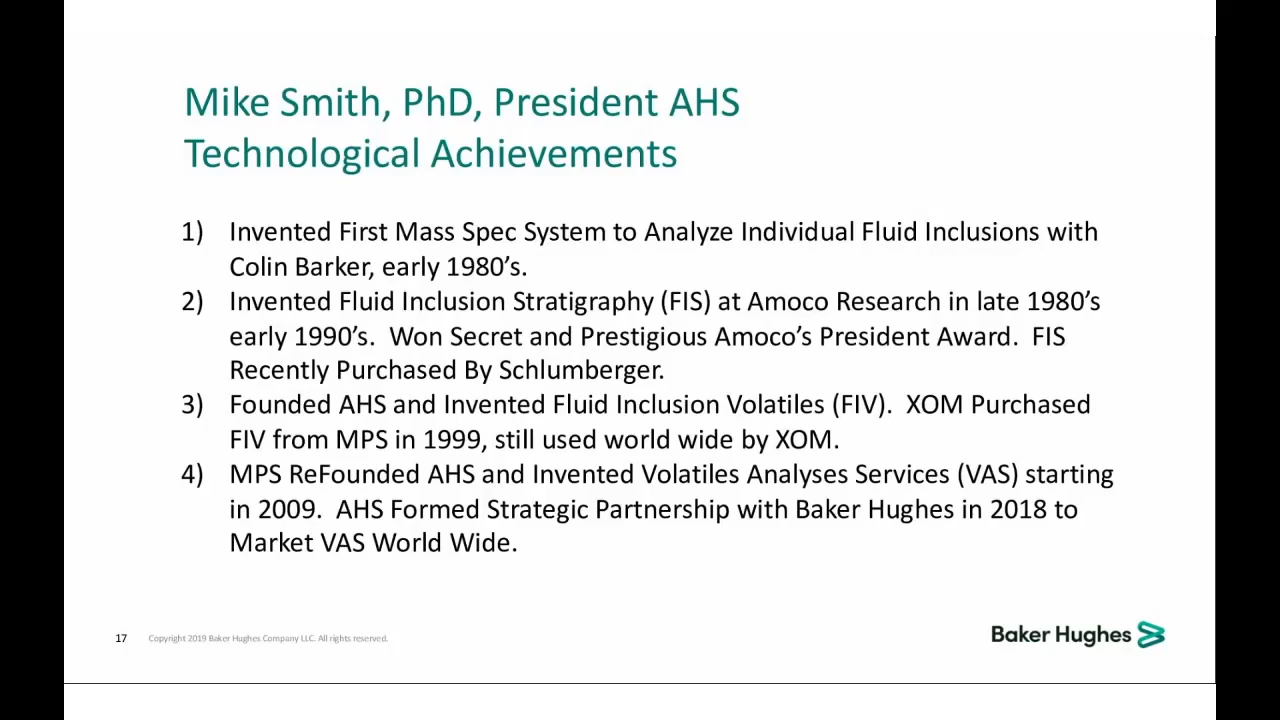 Mike Smith, PhD, President AHS
Technological Achievements
1) Invented First Mass Spec System to Analyze Individual Fluid Inclusions with
Colin Barker, early 1980’s.
2) Invented Fluid Inclusion Stratigraphy (FIS) at Amoco Research in late 1980’s
early 1990’s.  Won Secret and Prestigious Amoco’s President Award.  FIS
Recently Purchased By Schlumberger.
3) Founded AHS and Invented Fluid Inclusion Volatiles (FIV).  XOM Purchased
FIV from MPS in 1999, still used world wide by XOM.
4) MPS ReFounded AHS and Invented Volatiles Analyses Services (VAS) starting
in 2009.  AHS Formed Strategic Partnership with Baker Hughes in 2018 to
Market VAS World Wide.
17 Copyright 2019 Baker Hughes Company LLC. All rights reserved.
Baker Hughes